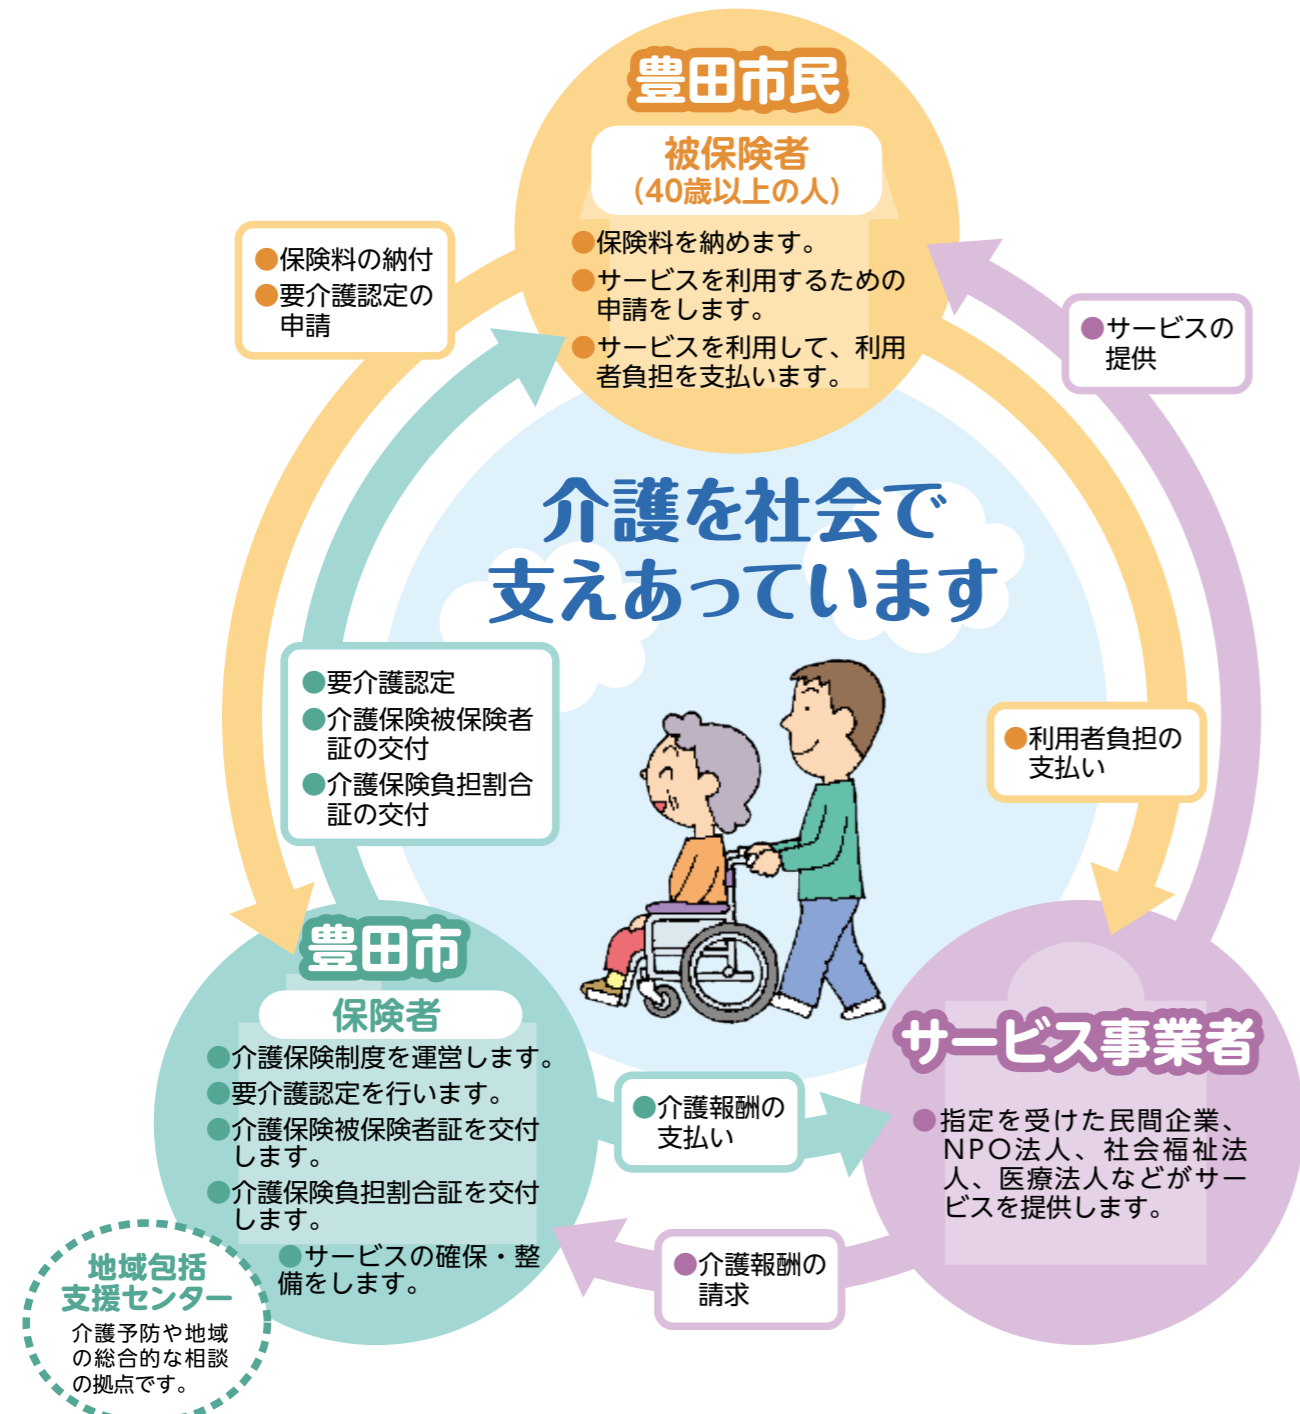 豊田市民
被保険者
（40歳以上の人）
●保険料を納めます。
●サービスを利用するための
申請をします。
●サービスを利用して、利用
者負担を支払います。
●保険料の納付
●要介護認定の
申請
●サービスの
提供
介護を社会で
支えあっています
●要介護認定
●介護保険被保険者
証の交付
●介護保険負担割合
証の交付
●利用者負担の
支払い
豊田市
保険者
●介護保険制度を運営します。
●要介護認定を行います。
●介護保険被保険者証を交付
します。
●介護保険負担割合証を交付
します。
●サービスの確保・整
備をします。
地域包括
支援センター
介護予防や地域
の総合的な相談
の拠点です。
●介護報酬の
支払い
●介護報酬の
請求
サービス事業者
●指定を受けた民間企業、
NPO法人、社会福祉法
人、医療法人などがサー
ビスを提供します。